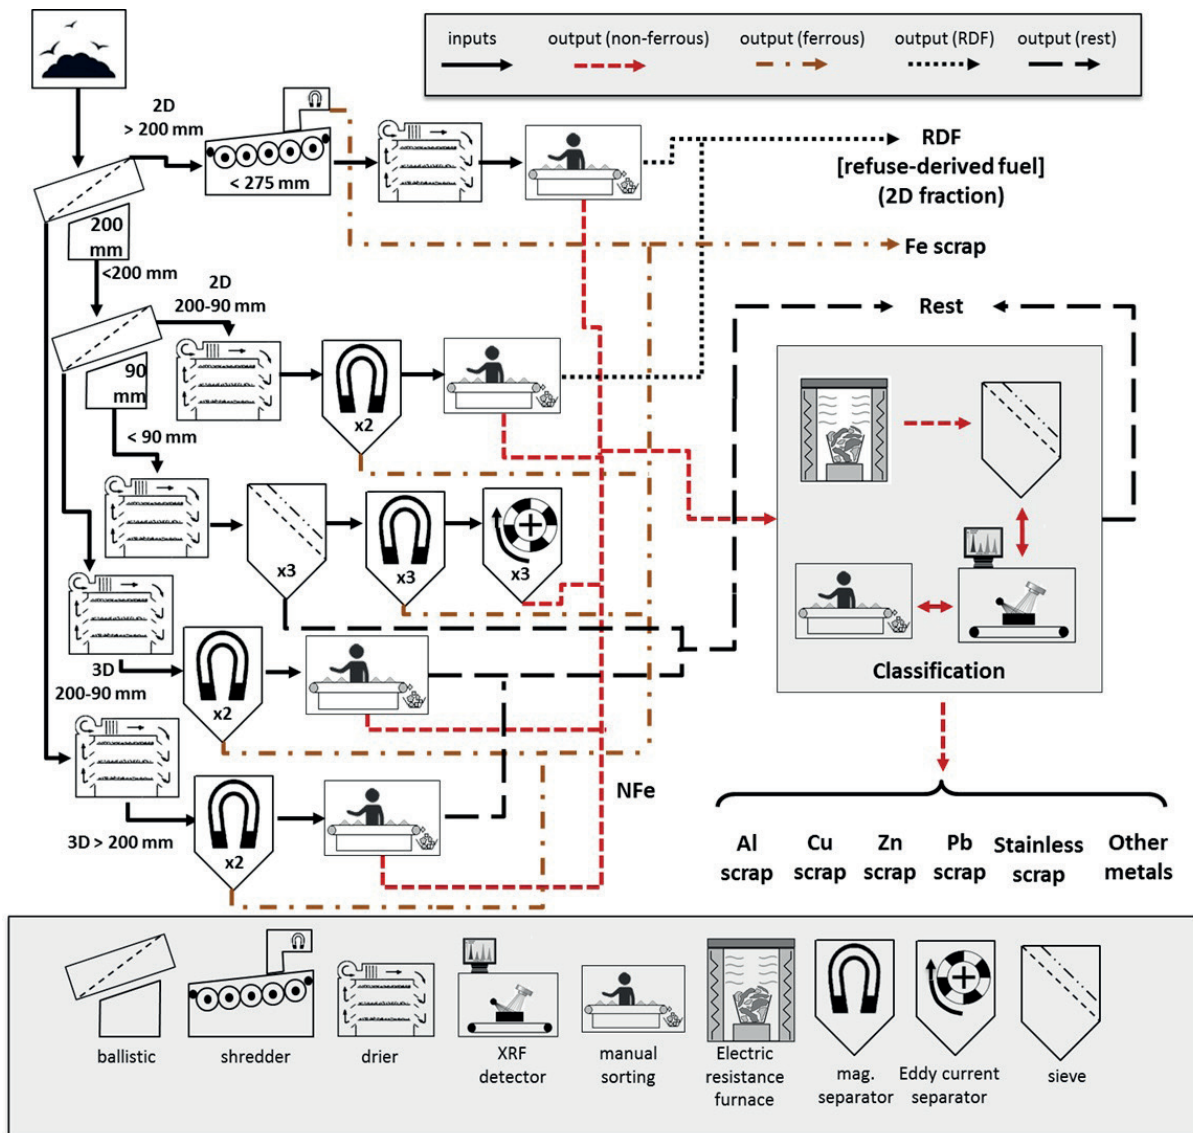 inputs
output (non-ferrous)
output (ferrous)
output (RDF)
output (rest)
2D
> 200 mm
< 275 mm
RDF
[refuse-derived fuel]
(2D fraction)
200
mm
Fe scrap
<200 mm
2D
200-90 mm
Rest
90
mm
x2
< 90 mm
x3
x3
x3
3D
200-90 mm
x2
Classification
NFe
3D > 200 mm
x2
Al
scrap
Cu
scrap
Zn
scrap
Pb
scrap
Stainless
scrap
Other
metals
ballistic
shredder
drier
XRF
detector
manual
sorting
Electric
resistance
furnace
mag.
separator
Eddy current
separator
sieve